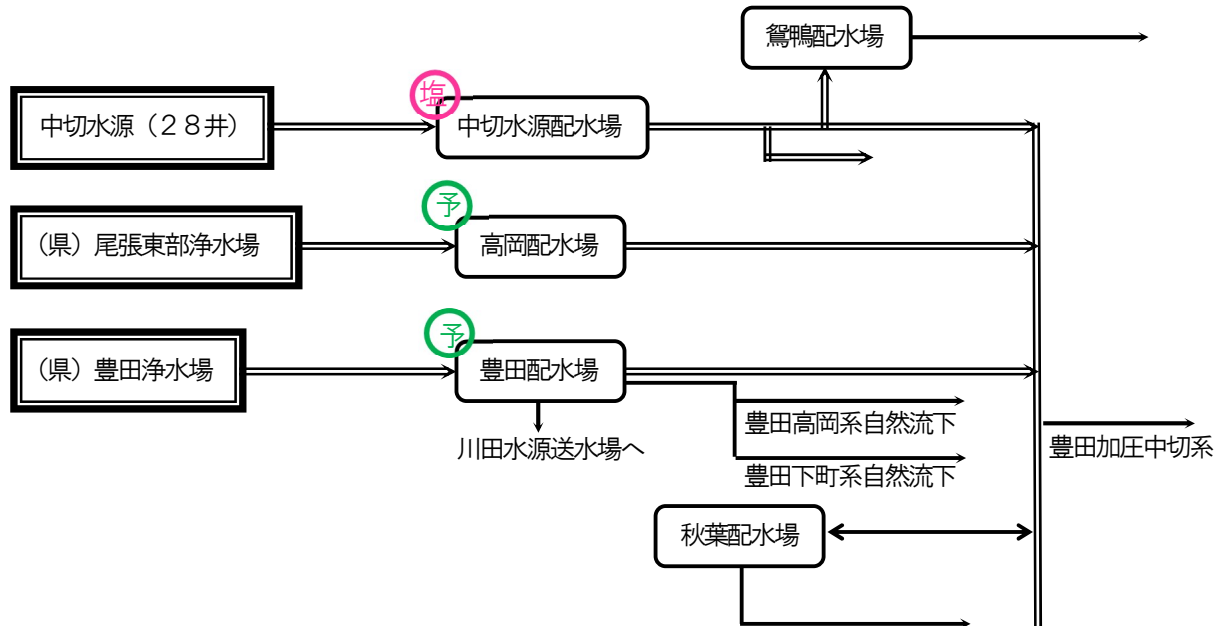 鴛鴨配水場
塩
中切水源（２８井）
中切水源配水場
予
（県）尾張東部浄水場
高岡配水場
予
（県）豊田浄水場
豊田配水場
豊田高岡系自然流下
川田水源送水場へ
豊田加圧中切系
豊田下町系自然流下
秋葉配水場